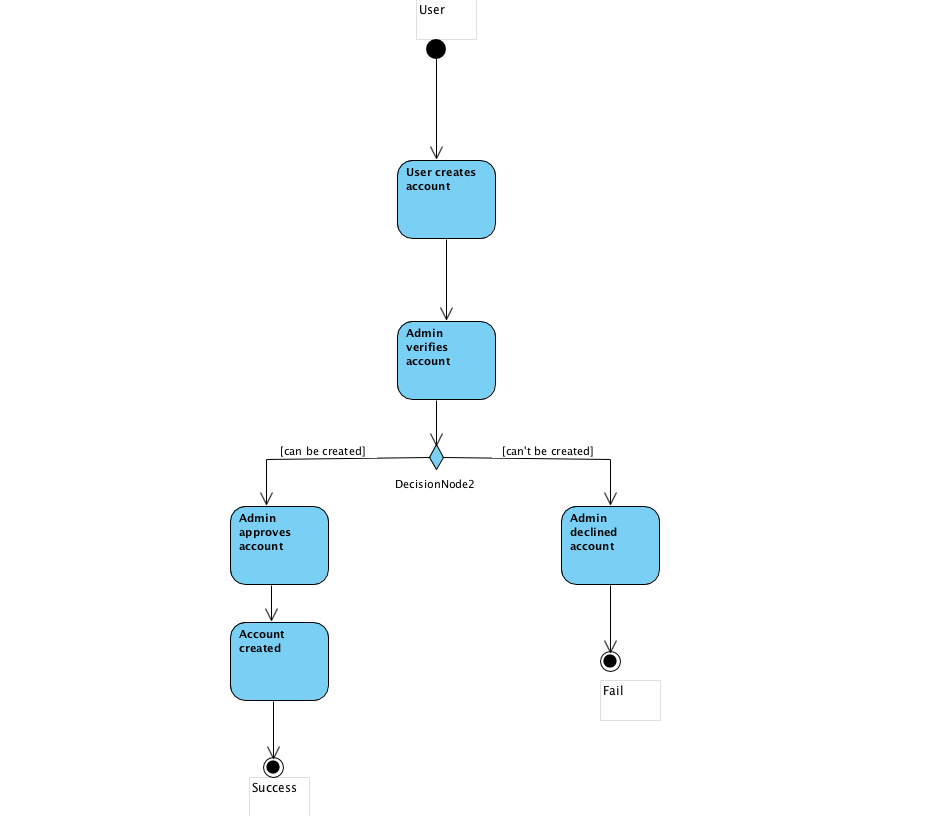 User
User creates
account
Admin
verifies
account
[can be created]
[can't be created]
DecisionNode2
Admin
approves
account
Admin
declined
account
Account
created
Fail
Success